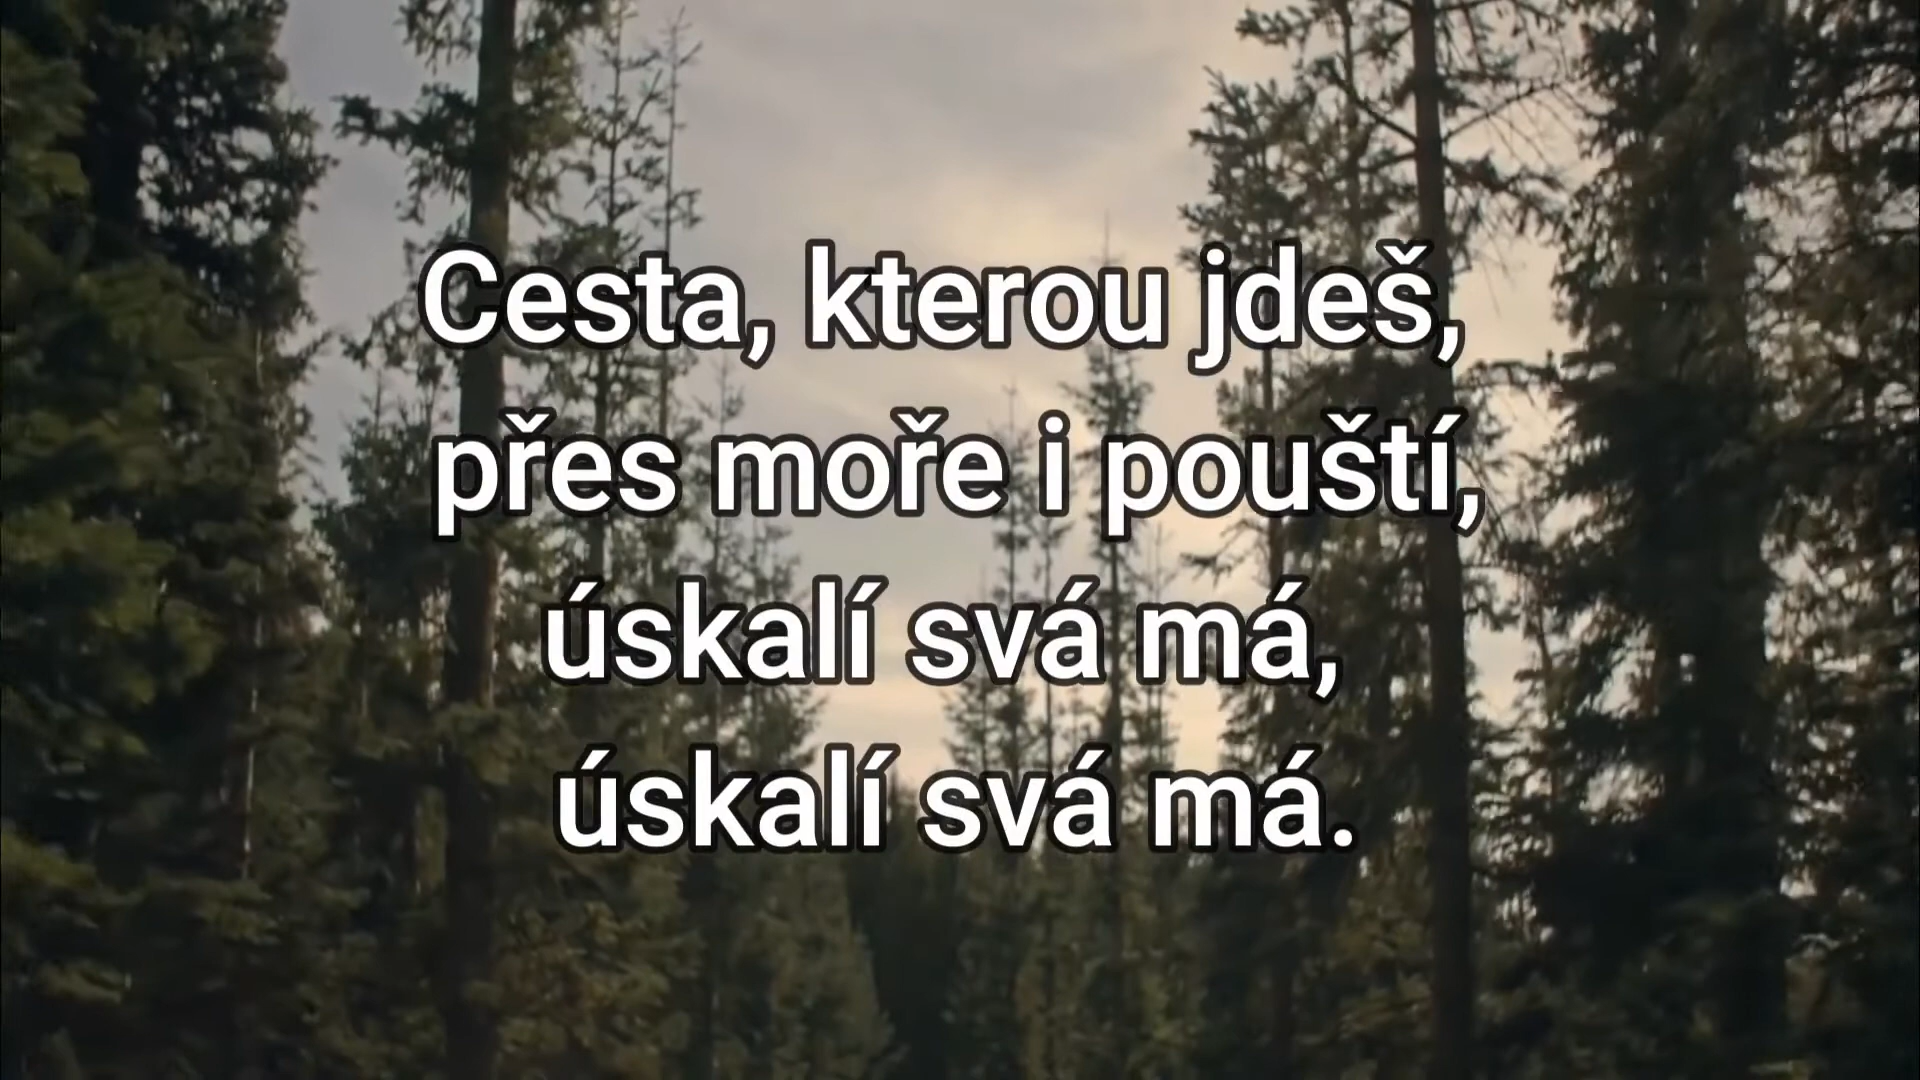 Cesta, kterou jdeš,
přes moře i pouští,
úskalí svá má,
úskalí svá má.